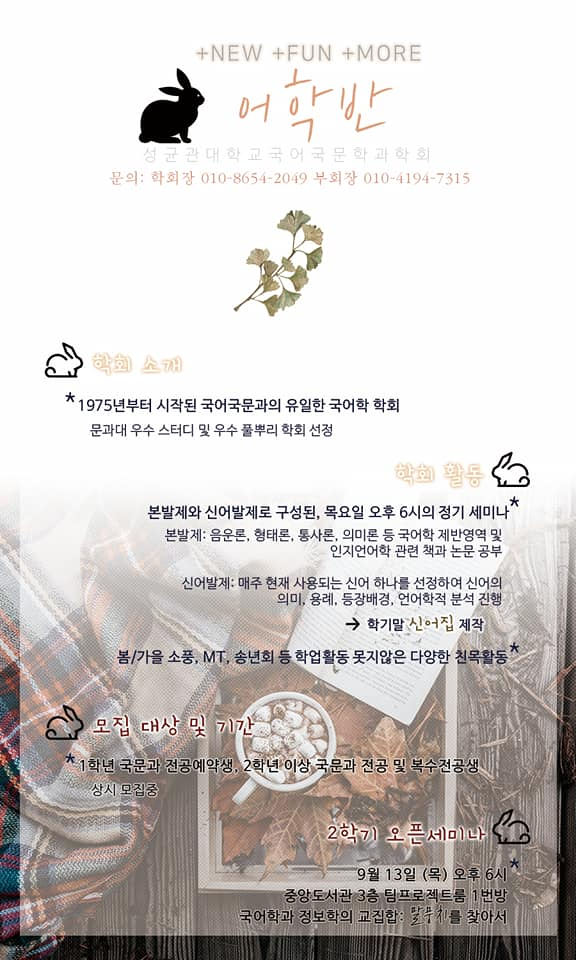 +NEW +FUN +MORE
어학반
성균관대학교국어국문학과학회
문의: 학회장 010-8654-2049 부회장 010-4194-7315
학회 소개
*1975년부터 시작된 국어국문과의 유일한 국어학 학회
문과대 우수 스터디 및 우수 풀뿌리 학회 선정
학회 활동
본발제와 신어발제로 구성된, 목요일 오후 6시의 정기 세미나*
본발제: 음운론, 형태론, 통사론, 의미론 등 국어학 제반영역 및
인지언어학 관련 책과 논문 공부
신어발제: 매주 현재 사용되는 신어 하나를 선정하여 신어의
의미, 용례, 등장배경, 언어학적 분석 진행
→ 학기말 신어집 제작
봄/가을 소풍, MT, 송년회 등 학업활동 못지않은 다양한 친목활동*
모집 대상 및 기간
*1학년 국문과 전공예약생, 2학년 이상 국문과 전공 및 복수전공생
상시 모집중
2학기 오픈세미나
9월 13일 (목) 오후 6시*
중앙도서관 3층 팀프로젝트룸 1번방
국어학과 정보학의 교집합: 말뭉치를 찾아서